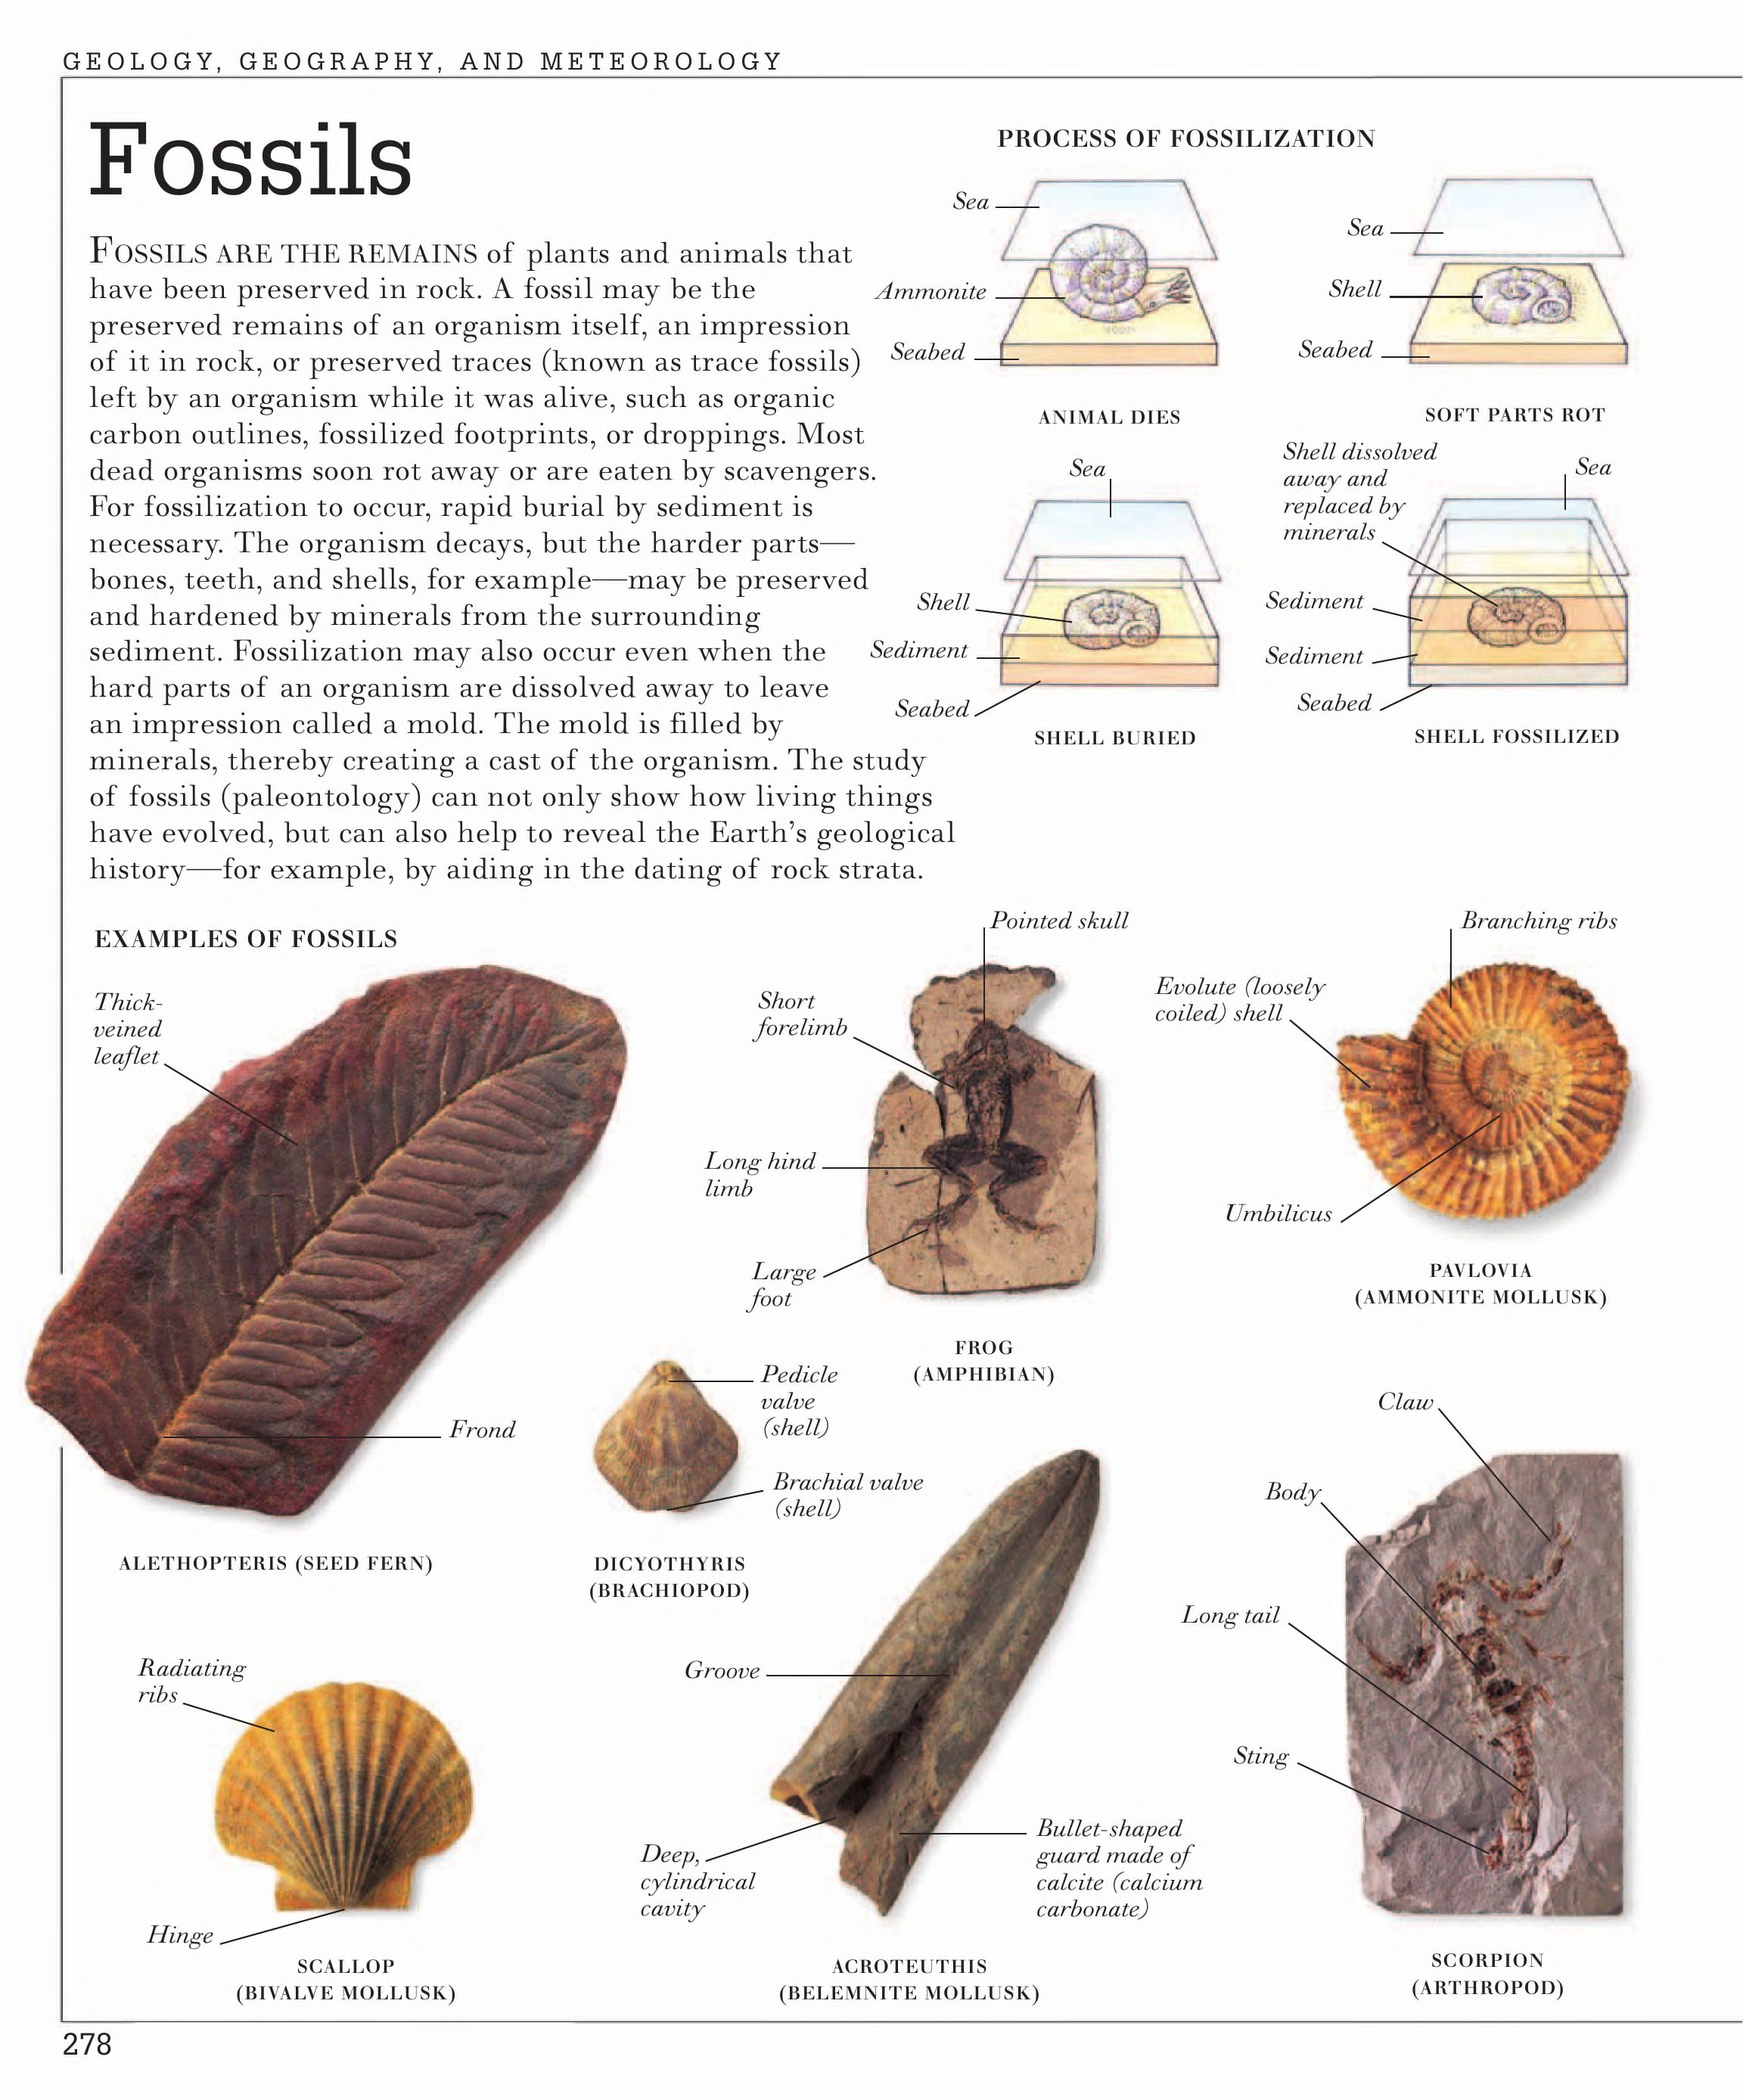 GEOLOGY, GEOGRAPHY, AND METEOROLOGY
Fossils
FOSSILS ARE THE REMAINS of plants and animals that
have been preserved in rock. A fossil may be the
preserved remains of an organism itself, an impression
of it in rock, or preserved traces (known as trace fossils)
left by an organism while it was alive, such as organic
carbon outlines, fossilized footprints, or droppings. Most
dead organisms soon rot away or are eaten by scavengers.
For fossilization to occur, rapid burial by sediment is
necessary. The organism decays, but the harder parts—
bones, teeth, and shells, for example—may be preserved
and hardened by minerals from the surrounding
sediment. Fossilization may also occur even when the
hard parts of an organism are dissolved away to leave
an impression called a mold. The mold is filled by
minerals, thereby creating a cast of the organism. The study
of fossils (paleontology) can not only show how living things
have evolved, but can also help to reveal the Earth's geological
history—for example, by aiding in the dating of rock strata.
PROCESS OF FOSSILIZATION
Sea
Ammonite
Seabed
ANIMAL DIES
Sea
Shell
Seabed
SOFT PARTS ROT
Sea
Shell
Sediment
Seabed
SHELL BURIED
Shell dissolved
away and
replaced by
minerals
Sea
Sediment
Sediment
Seabed
SHELL FOSSILIZED
EXAMPLES OF FOSSILS
Thick-
veined
leaflet
Frond
ALETHOPTERIS (SEED FERN)
Pointed skull
Short
forelimb
Long hind
limb
Large
foot
FROG
(AMPHIBIAN)
Branching ribs
Evolute (loosely
coiled) shell
Umbilicus
PAVLOVIA
(AMMONITE MOLLUSK)
Pedicle
valve
(shell)
Brachial valve
(shell)
DICYOTHYRIS
(BRACHIOPOD)
Radiating
ribs
Hinge
SCALLOP
(BIVALVE MOLLUSK)
Groove
Deep,
cylindrical
cavity
Bullet-shaped
guard made of
calcite (calcium
carbonate)
ACROTEUTHIS
(BELEMNITE MOLLUSK)
Claw
Body
Long tail
Sting
SCORPION
(ARTHROPOD)
278